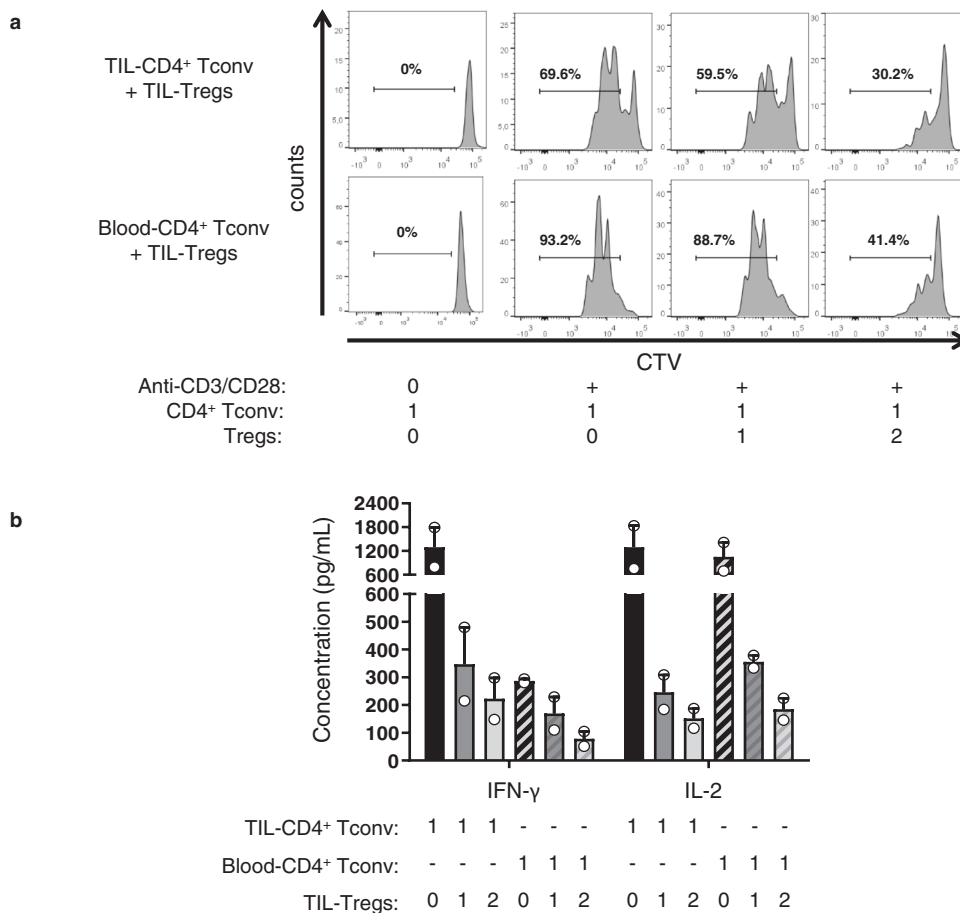 a
TIL-CD4+ Tconv
+ TIL-Tregs
Blood-CD4+ Tconv
+ TIL-Tregs
counts
0% 69.6% 59.5% 30.2%
0% 93.2% 88.7% 41.4%
CTV
Anti-CD3/CD28: 0 + + +
CD4+ Tconv: 1 1 1 1
Tregs: 0 0 1 2
b
Concentration (pg/mL)
2400
1800
1200
600
600
500
400
300
200
100
0
IFN-γ IL-2
TIL-CD4+ Tconv: 1 1 1 - - - 1 1 1 - - -
Blood-CD4+ Tconv: - - - 1 1 1 - - - 1 1 1
TIL-Tregs: 0 1 2 0 1 2 0 1 2 0 1 2